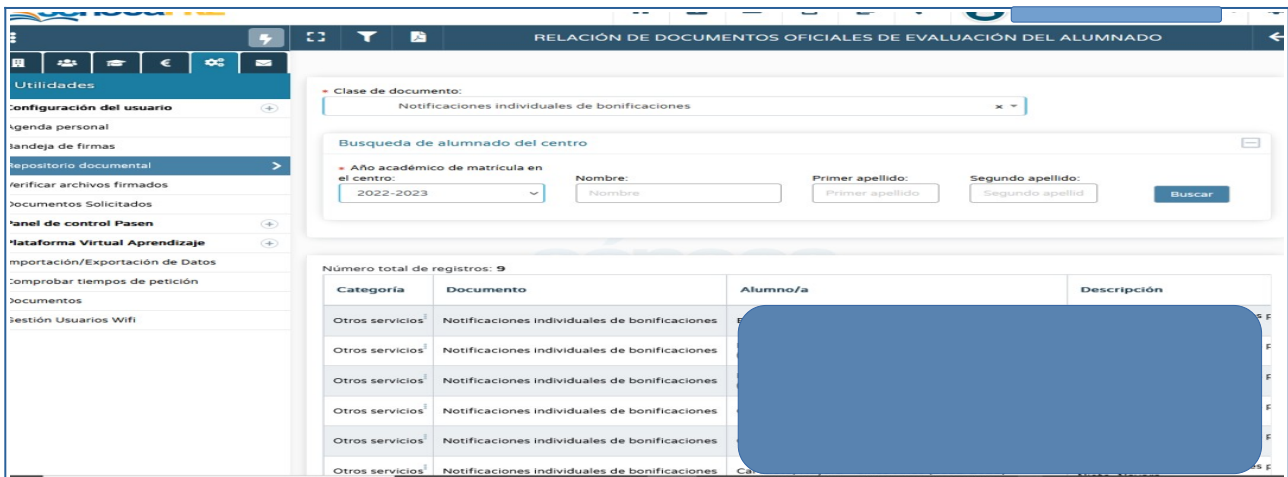 RELACIÓN DE DOCUMENTOS OFICIALES DE EVALUACIÓN DEL ALUMNADO
€
Utilidades
Configuración del usuario
Agenda personal
Bandeja de firmas
Repositorio documental
Verificar archivos firmados
Documentos Solicitados
Panel de control Pasen
Plataforma Virtual Aprendizaje
Importación/Exportación de Datos
Comprobar tiempos de petición
Documentos
Gestión Usuarios Wifi
* Clase de documento:
Notificaciones individuales de bonificaciones
Busqueda de alumnado del centro
* Año académico de matrícula en
el centro:
2022-2023
Nombre:
Nombre
Primer apellido:
Primer apellido
Segundo apellido:
Segundo apellid
Buscar
Número total de registros: 9
Categoría Documento Alumno/a Descripción
Otros servicios Notificaciones individuales de bonificaciones
Otros servicios Notificaciones individuales de bonificaciones
Otros servicios Notificaciones individuales de bonificaciones
Otros servicios Notificaciones individuales de bonificaciones
Otros servicios Notificaciones individuales de bonificaciones
Otros servicios Notificaciones individuales de bonificaciones